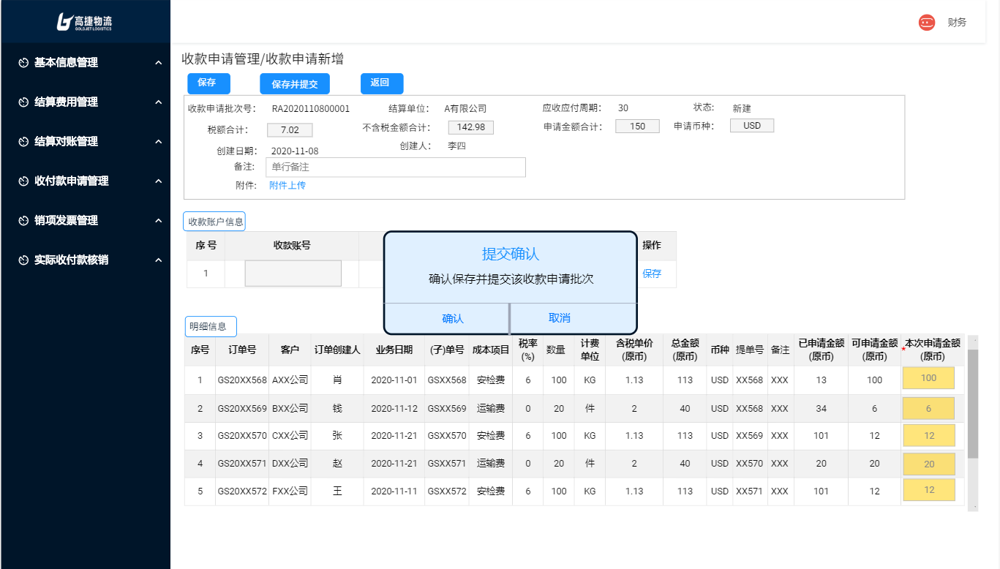 高捷物流
GOLDJET LOGISTICS
财务
基本信息管理
结算费用管理
结算对账管理
收付款申请管理
销项发票管理
实际收付款核销
收款申请管理/收款申请新增
保存 保存并提交 返回
收款申请批次号: RA2020110800001 结算单位: A有限公司 应收应付周期: 30 状态: 新建
税额合计: 7.02 不含税金额合计: 142.98 申请金额合计: 150 申请币种: USD
创建日期: 2020-11-08 创建人: 李四
备注: 单行备注
附件: 附件上传
收款账户信息
序号 收款账号 操作
1 保存
提交确认
确认保存并提交该收款申请批次
确认 取消
明细信息
序号 订单号 客户 订单创建人 业务日期 (子)单号 成本项目 税率(%) 数量 计费单位 含税单价(原币) 总金额(原币) 币种 提单号 备注 已申请金额(原币) 可申请金额(原币) *本次申请金额(原币)
1 GS20XX568 AXX公司 肖 2020-11-01 GSXX568 安检费 6 100 KG 1.13 113 USD XX568 XXX 13 100 100
2 GS20XX569 BXX公司 钱 2020-11-12 GSXX569 运输费 0 20 件 2 40 USD XX568 XXX 34 6 6
3 GS20XX570 CXX公司 张 2020-11-21 GSXX570 安检费 6 100 KG 1.13 113 USD XX569 XXX 101 12 12
4 GS20XX571 DXX公司 赵 2020-11-21 GSXX571 运输费 0 20 件 2 40 USD XX570 XXX 20 20 20
5 GS20XX572 FXX公司 王 2020-11-11 GSXX572 安检费 6 100 KG 1.13 113 USD XX571 XXX 101 12 12